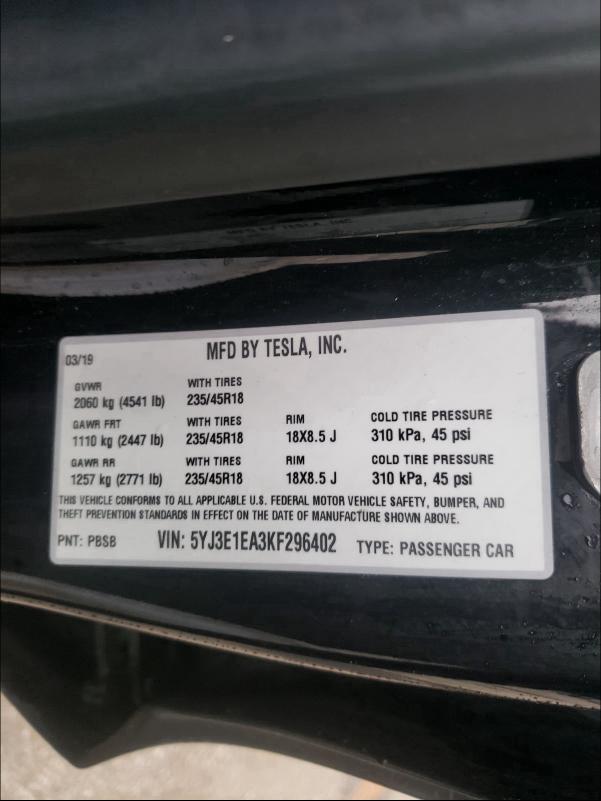 MFD BY TESLA, INC.
03/19 MFD BY TESLA, INC.
GVWR WITH TIRES
2060 kg (4541 lb) 235/45R18
GAWR FRT WITH TIRES RIM COLD TIRE PRESSURE
1110 kg (2447 lb) 235/45R18 18X8.5 J 310 kPa, 45 psi
GAWR RR WITH TIRES RIM COLD TIRE PRESSURE
1257 kg (2771 lb) 235/45R18 18X8.5 J 310 kPa, 45 psi
THIS VEHICLE CONFORMS TO ALL APPLICABLE U.S. FEDERAL MOTOR VEHICLE SAFETY, BUMPER, AND
THEFT PREVENTION STANDARDS IN EFFECT ON THE DATE OF MANUFACTURE SHOWN ABOVE.
PNT: PBSB VIN: 5YJ3E1EA3KF296402 TYPE: PASSENGER CAR